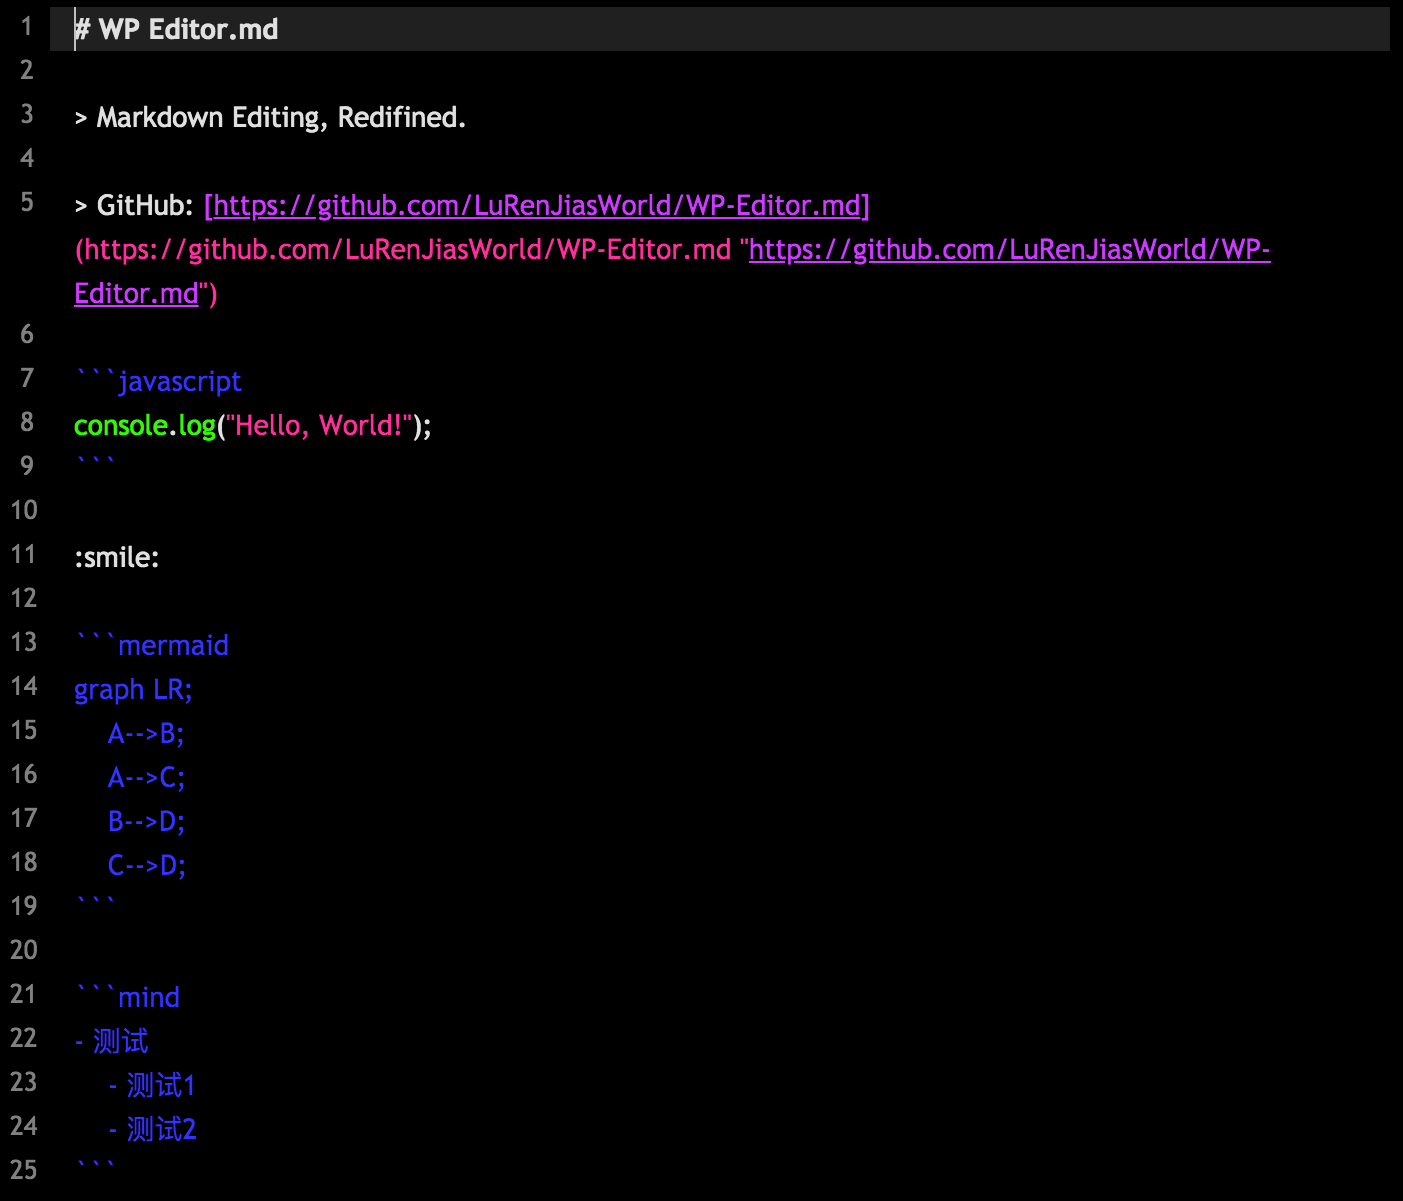 1 # WP Editor.md
2
3 > Markdown Editing, Redifined.
4
5 > GitHub: [https://github.com/LuRenJiasWorld/WP-Editor.md]
(https://github.com/LuRenJiasWorld/WP-Editor.md "https://github.com/LuRenJiasWorld/WP-
Editor.md")
6
7 ```javascript
8 console.log("Hello, World!");
9 ```
10
11 :smile:
12
13 ```mermaid
14 graph LR;
15     A-->B;
16     A-->C;
17     B-->D;
18     C-->D;
19 ```
20
21 ```mind
22 - 测试
23     - 测试1
24     - 测试2
25 ```